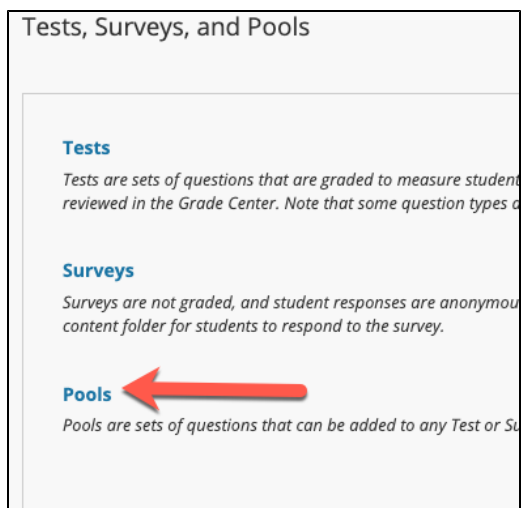 Tests, Surveys, and Pools
Tests
Tests are sets of questions that are graded to measure student
reviewed in the Grade Center. Note that some question types a
Surveys
Surveys are not graded, and student responses are anonymou
content folder for students to respond to the survey.
Pools
Pools are sets of questions that can be added to any Test or Su